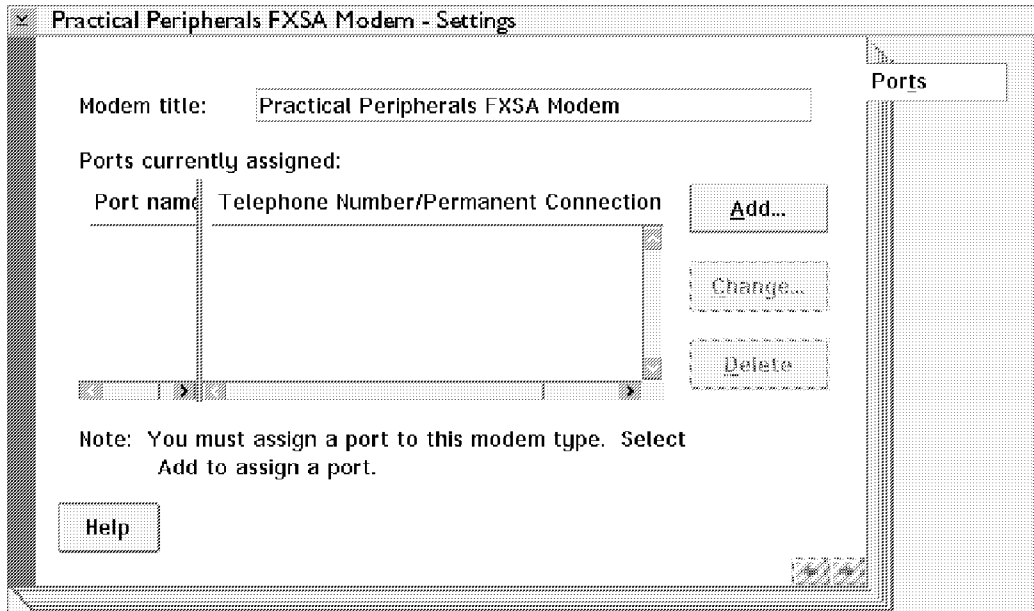 Practical Peripherals FXSA Modem - Settings
Ports
Modem title: Practical Peripherals FXSA Modem
Ports currently assigned:
Port name Telephone Number/Permanent Connection
Add...
Change...
Delete
Note: You must assign a port to this modem type. Select
Add to assign a port.
Help